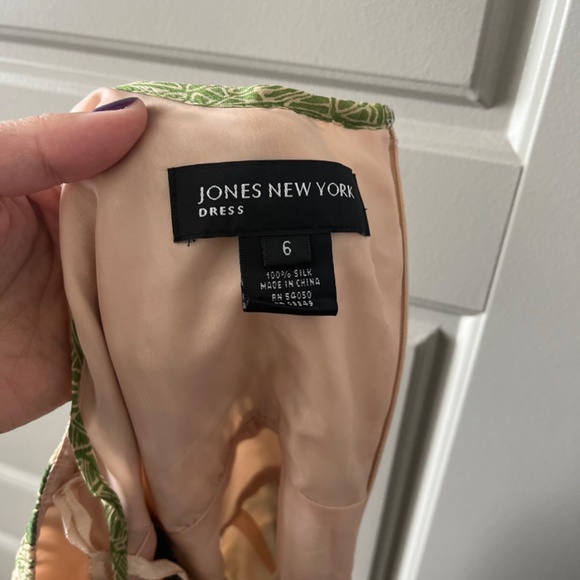 JONES NEW YORK
DRESS
6
100% SILK
MADE IN CHINA
RN 54050